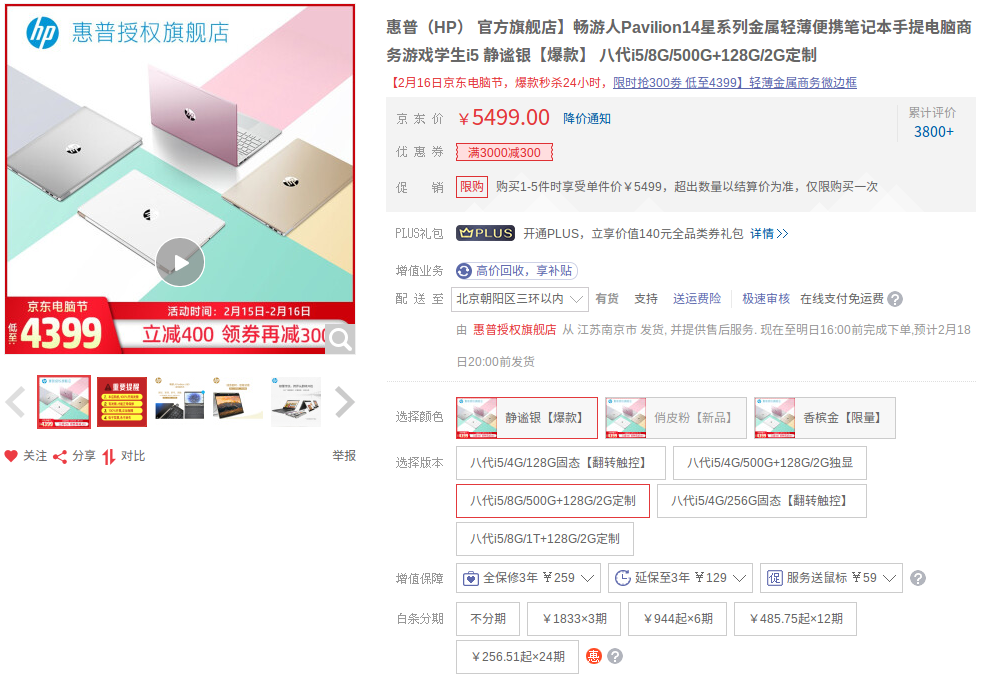 hp 惠普授权旗舰店
京东电脑节
活动时间：2月15日-2月16日
低至4399
立减400 领券再减300
重要提醒
关注 分享 对比 举报
惠普（HP） 官方旗舰店】畅游人Pavilion14星系列金属轻薄便携笔记本手提电脑商
务游戏学生i5 静谧银【爆款】 八代i5/8G/500G+128G/2G定制
【2月16日京东电脑节，爆款秒杀24小时，限时抢300券 低至4399】轻薄金属商务微边框
京东价 ￥5499.00 降价通知
累计评价
3800+
优惠券 满3000减300
促销 限购 购买1-5件时享受单件价￥5499，超出数量以结算价为准，仅限购买一次
PLUS礼包 PLUS 开通PLUS，立享价值140元全品类券礼包 详情>>
增值业务 高价回收，享补贴
配送至 北京朝阳区三环以内 有货 支持 送运费险 极速审核 在线支付免运费 ?
由 惠普授权旗舰店 从 江苏南京市 发货, 并提供售后服务. 现在至明日16:00前完成下单,预计2月18
日20:00前发货
选择颜色 静谧银【爆款】 俏皮粉【新品】 香槟金【限量】
选择版本 八代i5/4G/128G固态【翻转触控】 八代i5/4G/500G+128G/2G独显
八代i5/8G/500G+128G/2G定制 八代i5/4G/256G固态【翻转触控】
八代i5/8G/1T+128G/2G定制
增值保障 全保修3年 ￥259 延保至3年 ￥129 促 服务送鼠标 ￥59 ?
白条分期 不分期 ￥1833×3期 ￥944起×6期 ￥485.75起×12期
￥256.51起×24期 惠 ?